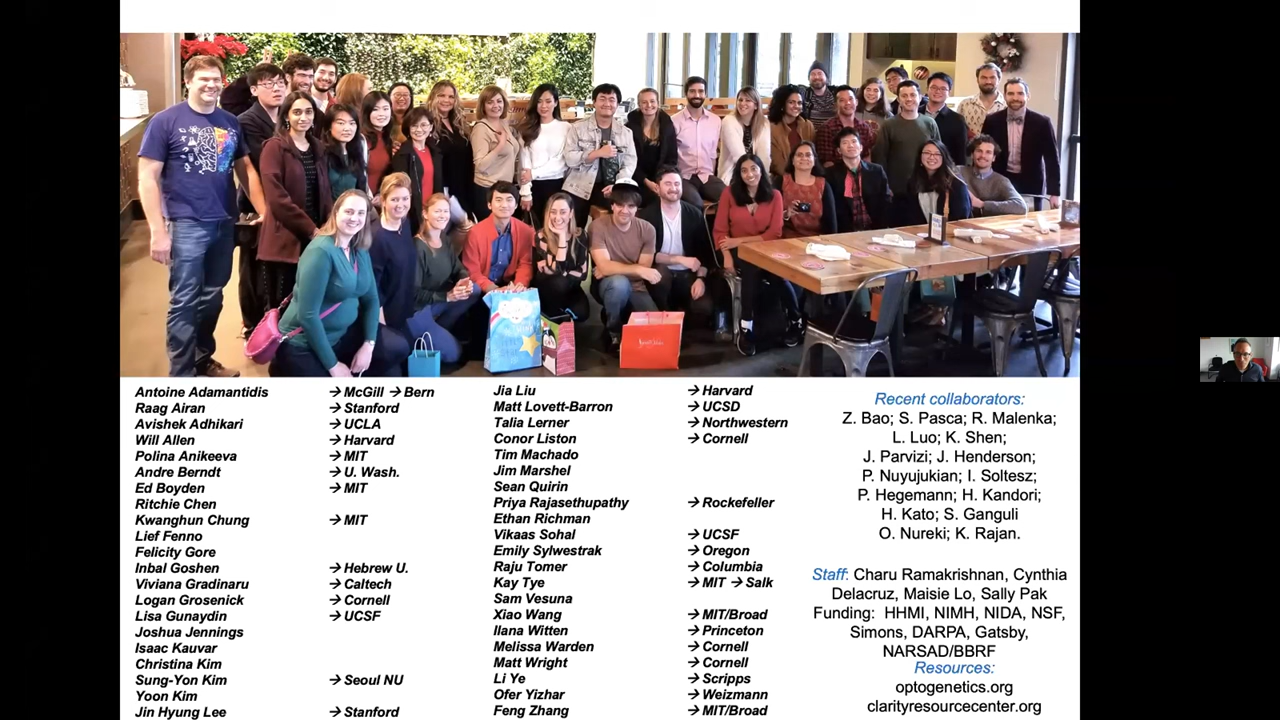 Antoine Adamantidis → McGill → Bern
Raag Airan → Stanford
Avishek Adhikari → UCLA
Will Allen → Harvard
Polina Anikeeva → MIT
Andre Berndt → U. Wash.
Ed Boyden → MIT
Ritchie Chen
Kwanghun Chung → MIT
Lief Fenno
Felicity Gore
Inbal Goshen → Hebrew U.
Viviana Gradinaru → Caltech
Logan Grosenick → Cornell
Lisa Gunaydin → UCSF
Joshua Jennings
Isaac Kauvar
Christina Kim
Sung-Yon Kim → Seoul NU
Yoon Kim
Jin Hyung Lee → Stanford
Jia Liu → Harvard
Matt Lovett-Barron → UCSD
Talia Lerner → Northwestern
Conor Liston → Cornell
Tim Machado
Jim Marshel
Sean Quirin
Priya Rajasethupathy → Rockefeller
Ethan Richman
Vikaas Sohal → UCSF
Emily Sylwestrak → Oregon
Raju Tomer → Columbia
Kay Tye → MIT → Salk
Sam Vesuna
Xiao Wang → MIT/Broad
Ilana Witten → Princeton
Melissa Warden → Cornell
Matt Wright → Cornell
Li Ye → Scripps
Ofer Yizhar → Weizmann
Feng Zhang → MIT/Broad
Recent collaborators:
Z. Bao; S. Pasca; R. Malenka;
L. Luo; K. Shen;
J. Parvizi; J. Henderson;
P. Nuyujukian; I. Soltesz;
P. Hegemann; H. Kandori;
H. Kato; S. Ganguli
O. Nureki; K. Rajan.
Staff: Charu Ramakrishnan, Cynthia
Delacruz, Maisie Lo, Sally Pak
Funding: HHMI, NIMH, NIDA, NSF,
Simons, DARPA, Gatsby,
NARSAD/BBRF
Resources:
optogenetics.org
clarityresourcecenter.org